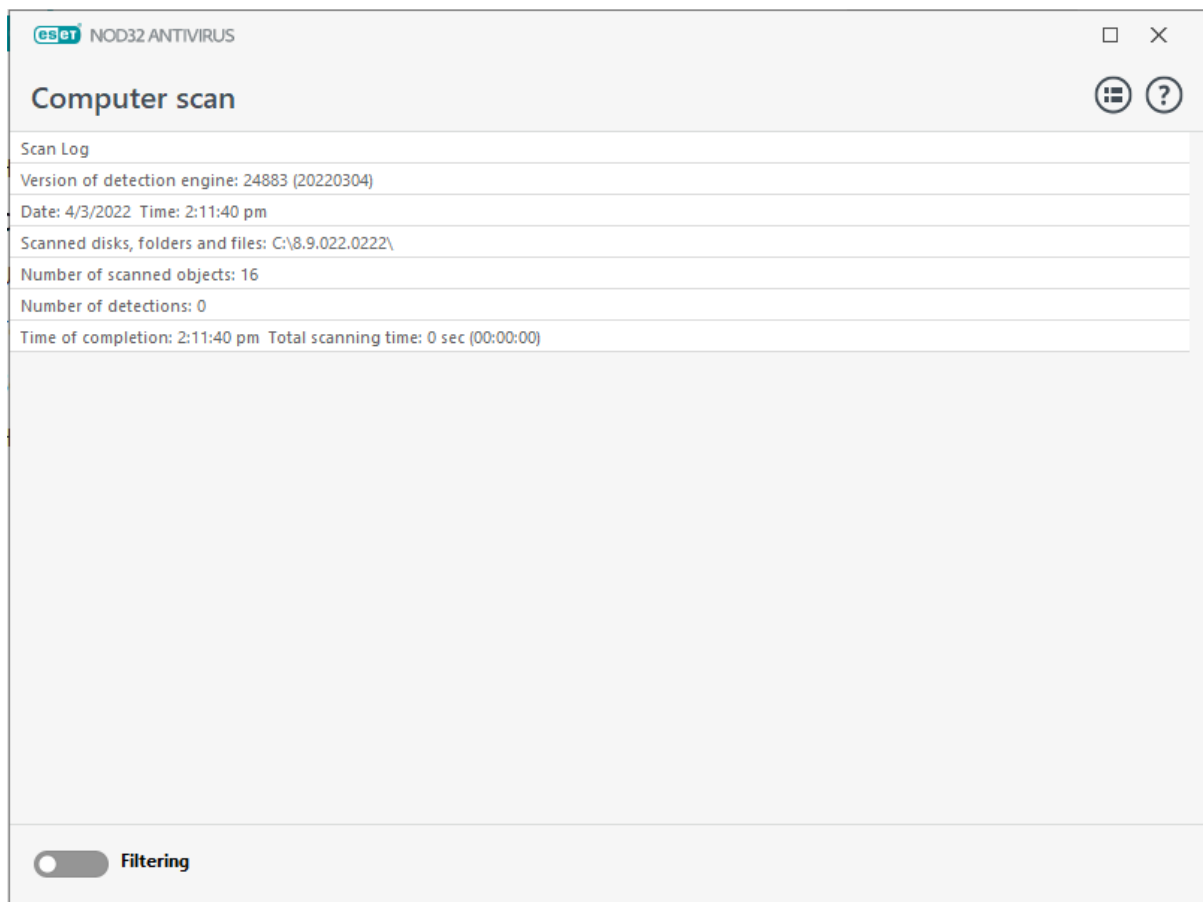 eset NOD32 ANTIVIRUS
Computer scan
Scan Log
Version of detection engine: 24883 (20220304)
Date: 4/3/2022 Time: 2:11:40 pm
Scanned disks, folders and files: C:\8.9.022.0222\
Number of scanned objects: 16
Number of detections: 0
Time of completion: 2:11:40 pm Total scanning time: 0 sec (00:00:00)
Filtering